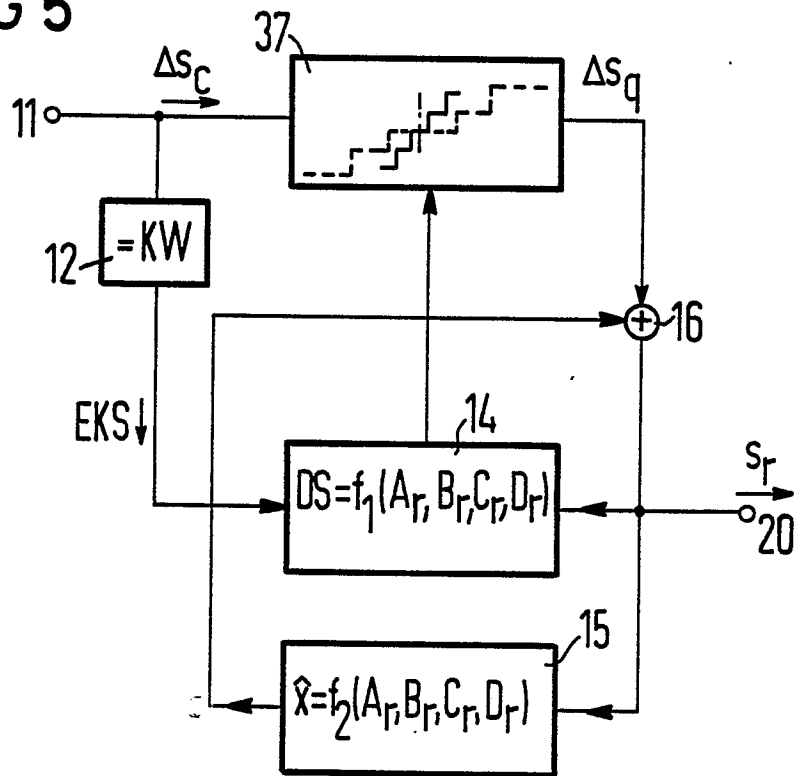 G 5
37
Δs_c
Δs_q
11
12
=KW
+
16
EKS
14
DS=f_1(A_r,B_r,C_r,D_r)
s_r
20
15
x̂=f_2(A_r,B_r,C_r,D_r)